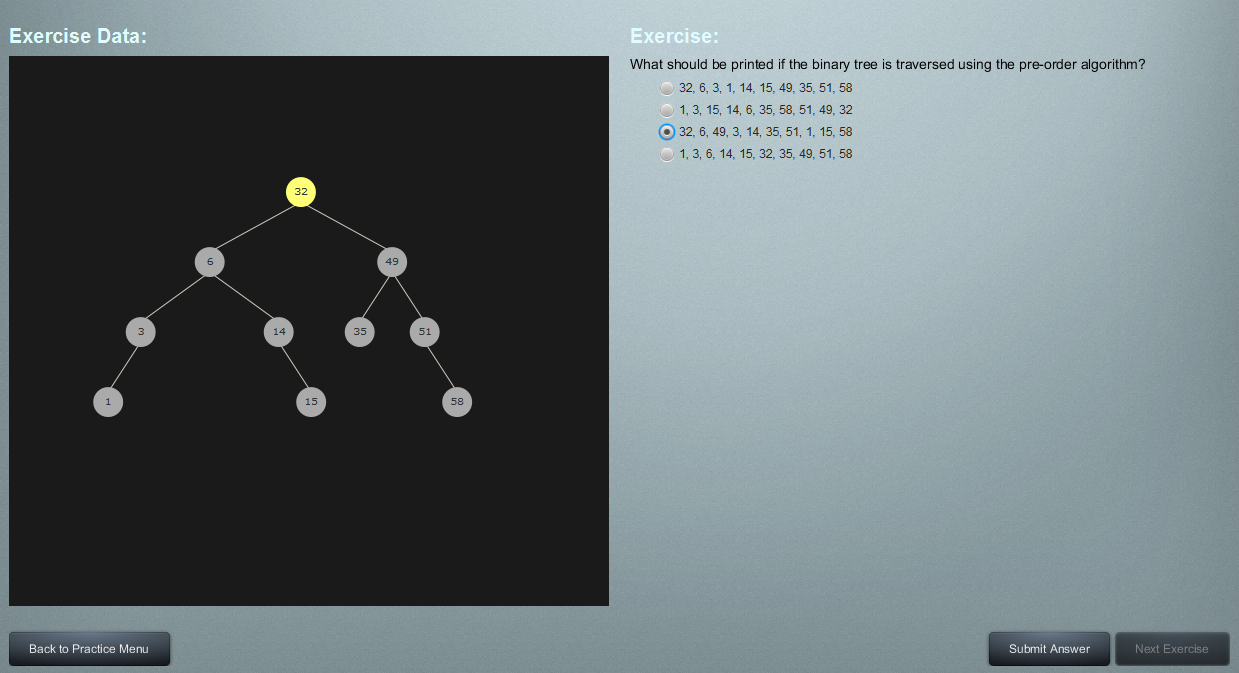 Exercise Data:
32
6
49
3
14
35
51
1
15
58
Exercise:
What should be printed if the binary tree is traversed using the pre-order algorithm?
32, 6, 3, 1, 14, 15, 49, 35, 51, 58
1, 3, 15, 14, 6, 35, 58, 51, 49, 32
32, 6, 49, 3, 14, 35, 51, 1, 15, 58
1, 3, 6, 14, 15, 32, 35, 49, 51, 58
Back to Practice Menu
Submit Answer
Next Exercise